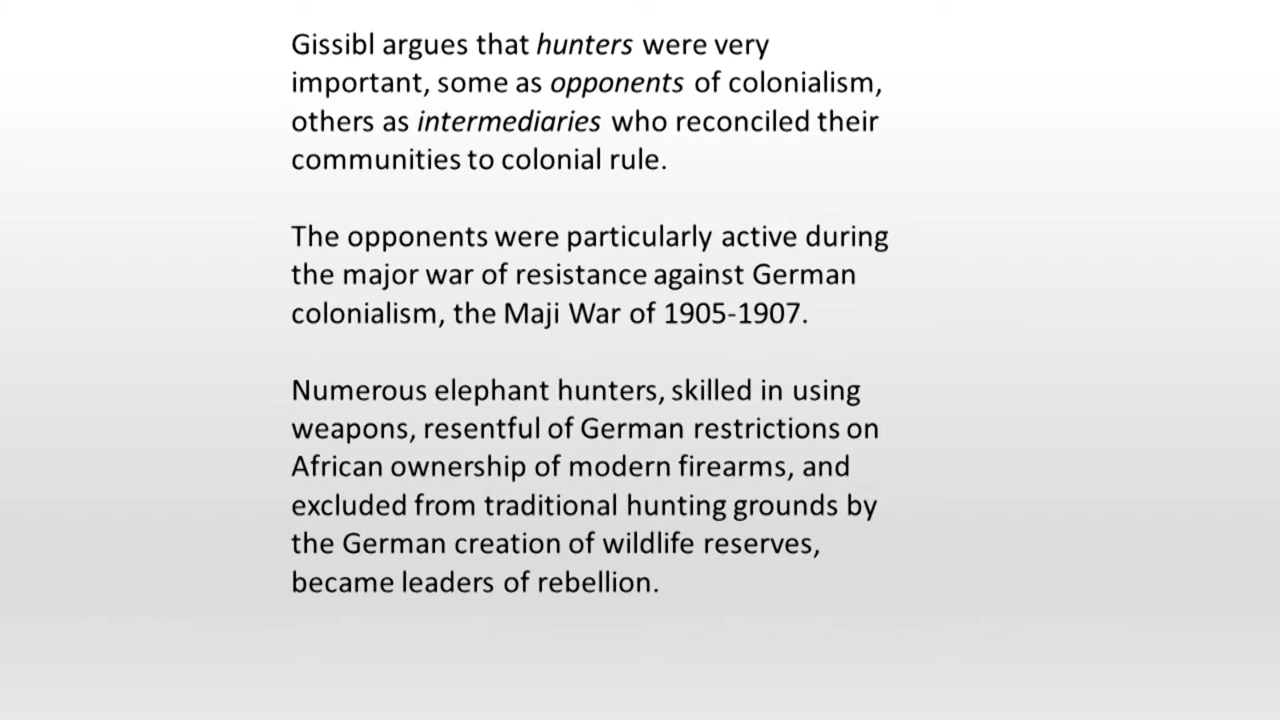 Gissibl argues that hunters were very
important, some as opponents of colonialism,
others as intermediaries who reconciled their
communities to colonial rule.
The opponents were particularly active during
the major war of resistance against German
colonialism, the Maji War of 1905-1907.
Numerous elephant hunters, skilled in using
weapons, resentful of German restrictions on
African ownership of modern firearms, and
excluded from traditional hunting grounds by
the German creation of wildlife reserves,
became leaders of rebellion.